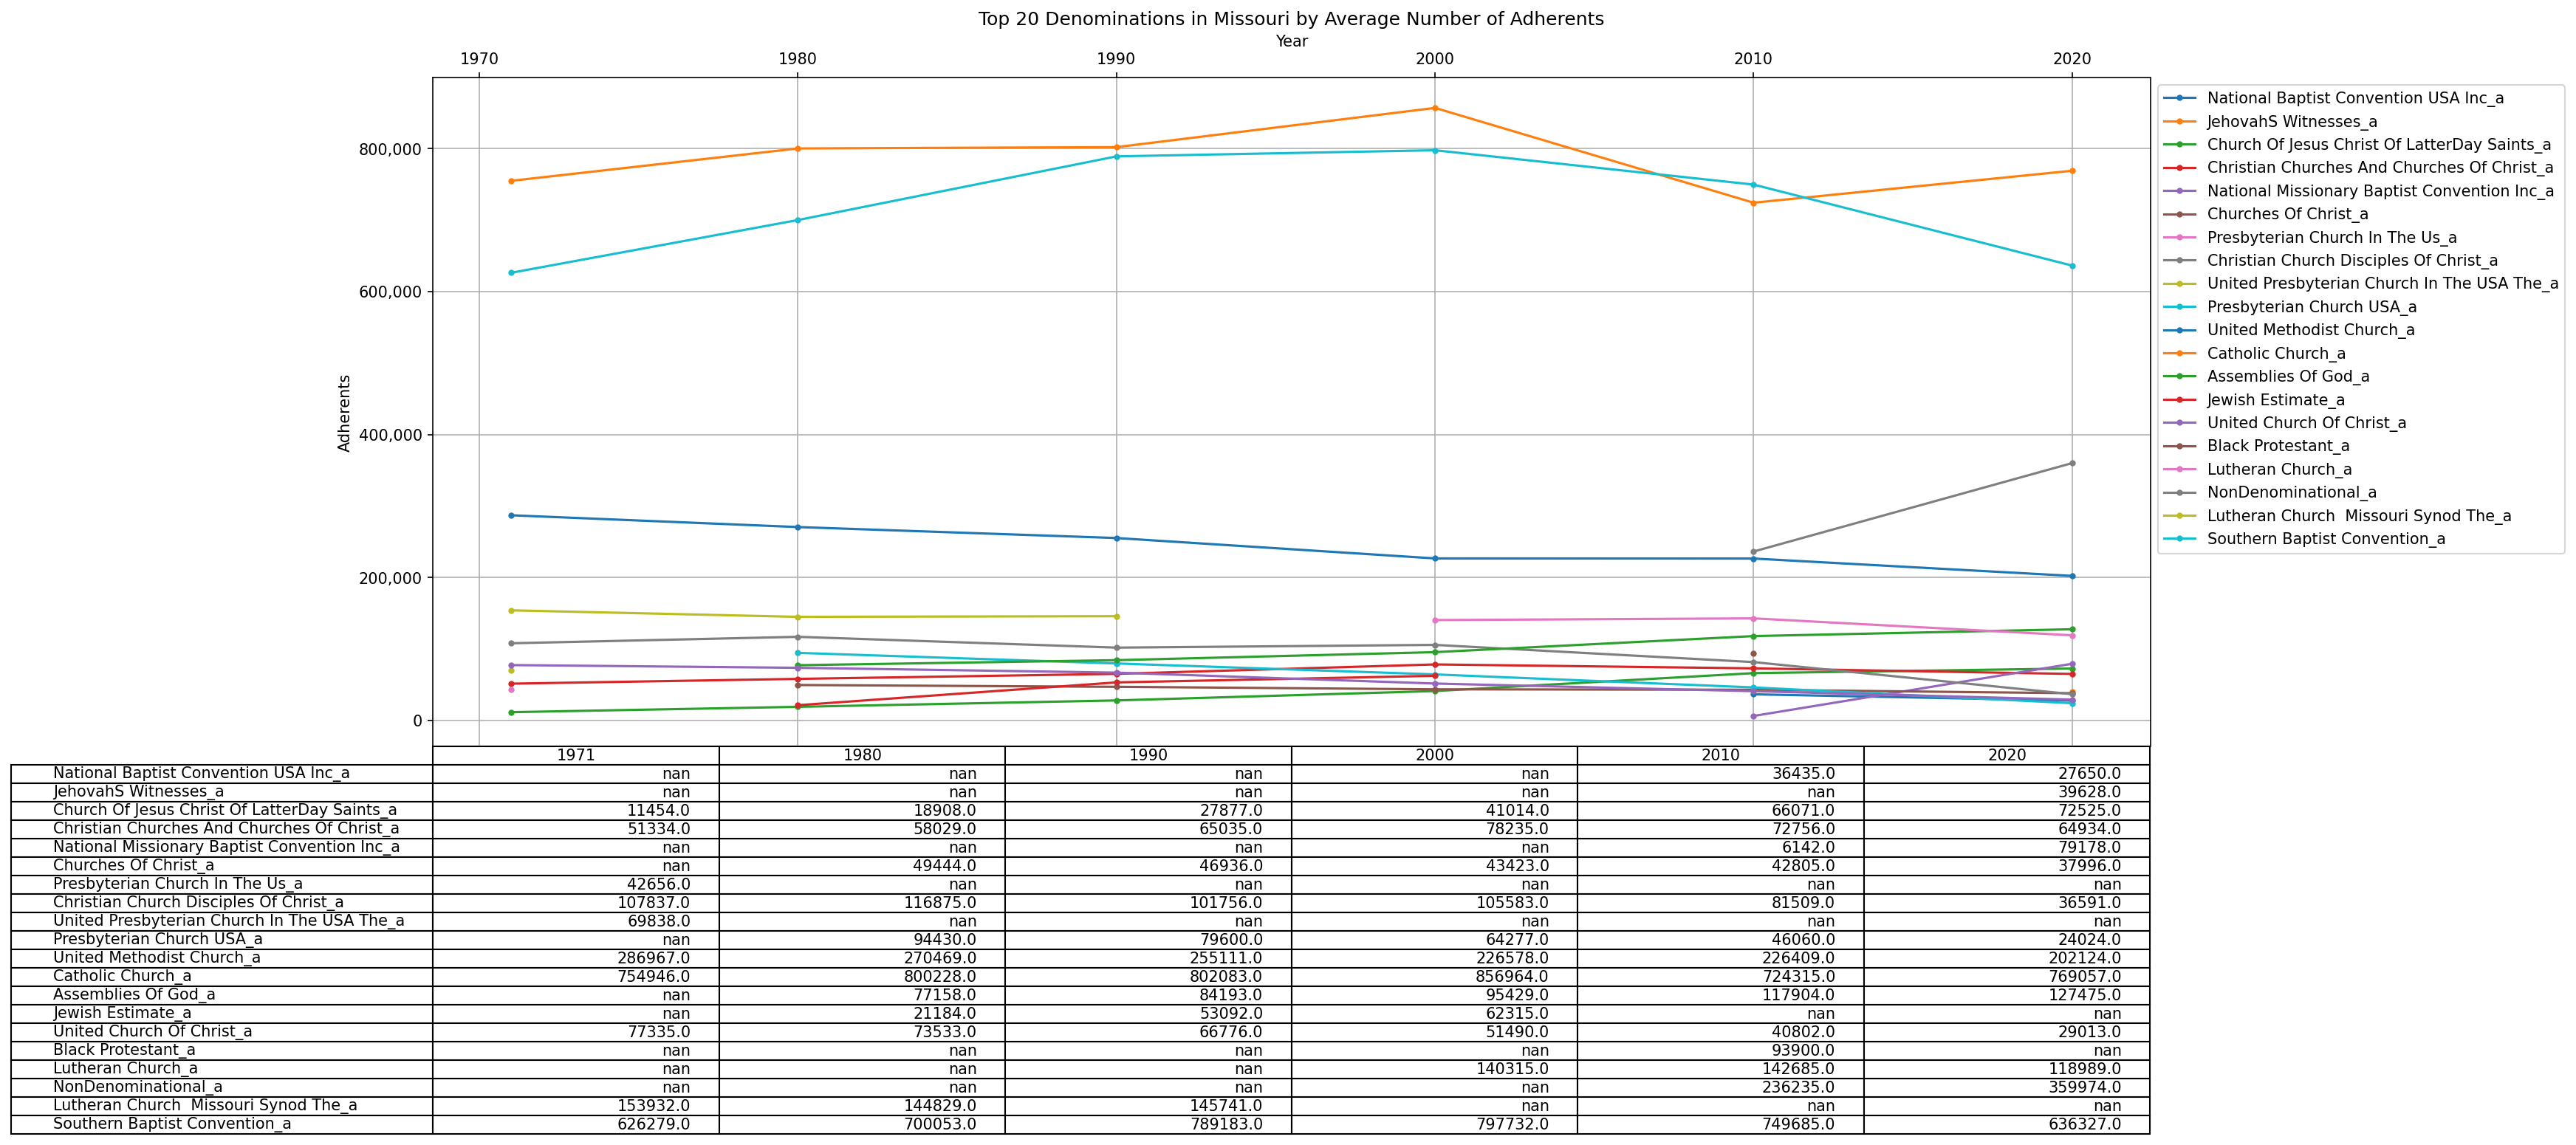 Top 20 Denominations in Missouri by Average Number of Adherents
Year
1970 1980 1990 2000 2010 2020
800,000
600,000
400,000
200,000
0
Adherents
National Baptist Convention USA Inc_a
JehovahS Witnesses_a
Church Of Jesus Christ Of LatterDay Saints_a
Christian Churches And Churches Of Christ_a
National Missionary Baptist Convention Inc_a
Churches Of Christ_a
Presbyterian Church In The Us_a
Christian Church Disciples Of Christ_a
United Presbyterian Church In The USA The_a
Presbyterian Church USA_a
United Methodist Church_a
Catholic Church_a
Assemblies Of God_a
Jewish Estimate_a
United Church Of Christ_a
Black Protestant_a
Lutheran Church_a
NonDenominational_a
Lutheran Church  Missouri Synod The_a
Southern Baptist Convention_a
1971 1980 1990 2000 2010 2020
National Baptist Convention USA Inc_a nan nan nan nan 36435.0 27650.0
JehovahS Witnesses_a nan nan nan nan nan 39628.0
Church Of Jesus Christ Of LatterDay Saints_a 11454.0 18908.0 27877.0 41014.0 66071.0 72525.0
Christian Churches And Churches Of Christ_a 51334.0 58029.0 65035.0 78235.0 72756.0 64934.0
National Missionary Baptist Convention Inc_a nan nan nan nan 6142.0 79178.0
Churches Of Christ_a nan 49444.0 46936.0 43423.0 42805.0 37996.0
Presbyterian Church In The Us_a 42656.0 nan nan nan nan nan
Christian Church Disciples Of Christ_a 107837.0 116875.0 101756.0 105583.0 81509.0 36591.0
United Presbyterian Church In The USA The_a 69838.0 nan nan nan nan nan
Presbyterian Church USA_a nan 94430.0 79600.0 64277.0 46060.0 24024.0
United Methodist Church_a 286967.0 270469.0 255111.0 226578.0 226409.0 202124.0
Catholic Church_a 754946.0 800228.0 802083.0 856964.0 724315.0 769057.0
Assemblies Of God_a nan 77158.0 84193.0 95429.0 117904.0 127475.0
Jewish Estimate_a nan 21184.0 53092.0 62315.0 nan nan
United Church Of Christ_a 77335.0 73533.0 66776.0 51490.0 40802.0 29013.0
Black Protestant_a nan nan nan nan 93900.0 nan
Lutheran Church_a nan nan nan 140315.0 142685.0 118989.0
NonDenominational_a nan nan nan nan 236235.0 359974.0
Lutheran Church  Missouri Synod The_a 153932.0 144829.0 145741.0 nan nan nan
Southern Baptist Convention_a 626279.0 700053.0 789183.0 797732.0 749685.0 636327.0